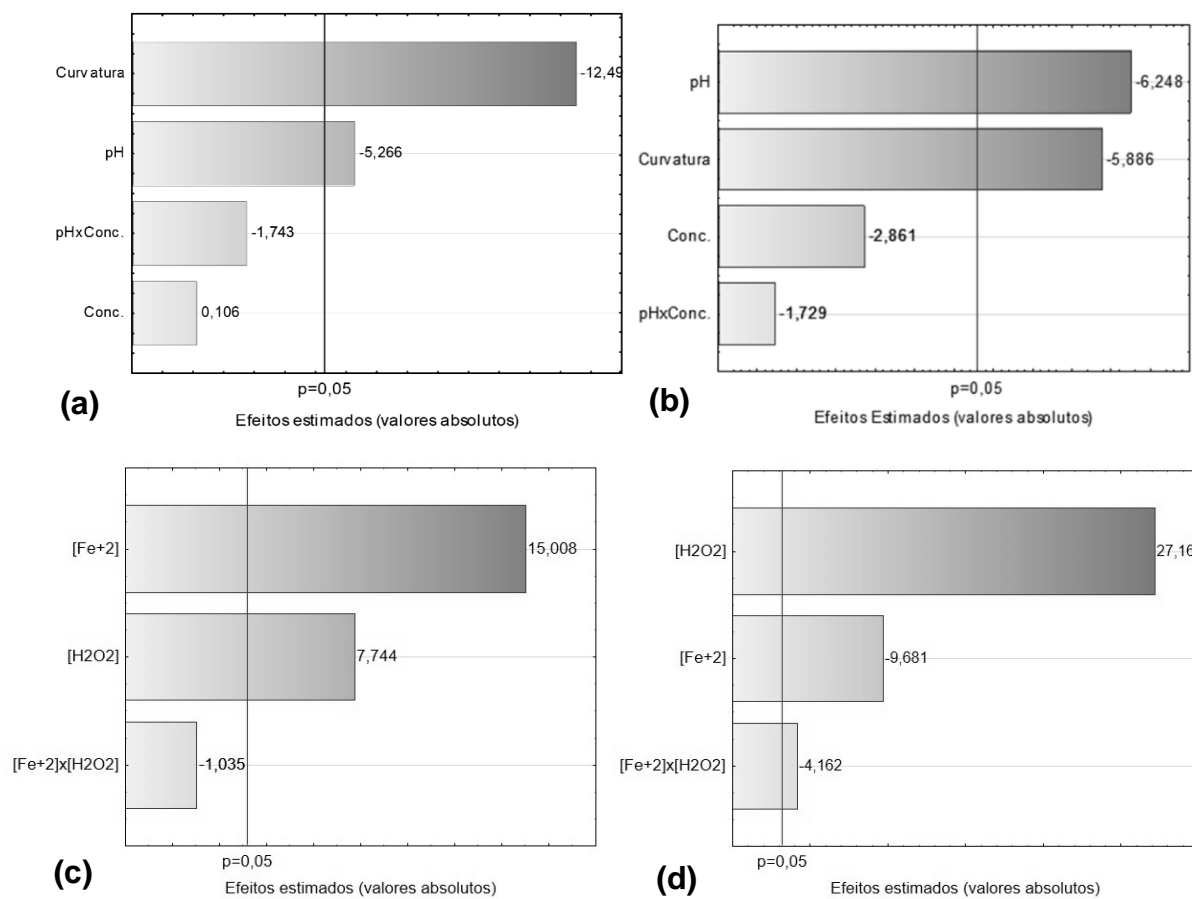 Curvatura
-12,49
pH
-5,266
pHxConc.
-1,743
Conc.
0,106
p=0,05
(a)
Efeitos estimados (valores absolutos)
pH
-6,248
Curvatura
-5,886
Conc.
-2,861
pHxConc.
-1,729
p=0,05
(b)
Efeitos Estimados (valores absolutos)
[Fe+2]
15,008
[H2O2]
7,744
[Fe+2]x[H2O2]
-1,035
p=0,05
(c)
Efeitos estimados (valores absolutos)
[H2O2]
27,16
[Fe+2]
-9,681
[Fe+2]x[H2O2]
-4,162
p=0,05
(d)
Efeitos estimados (valores absolutos)